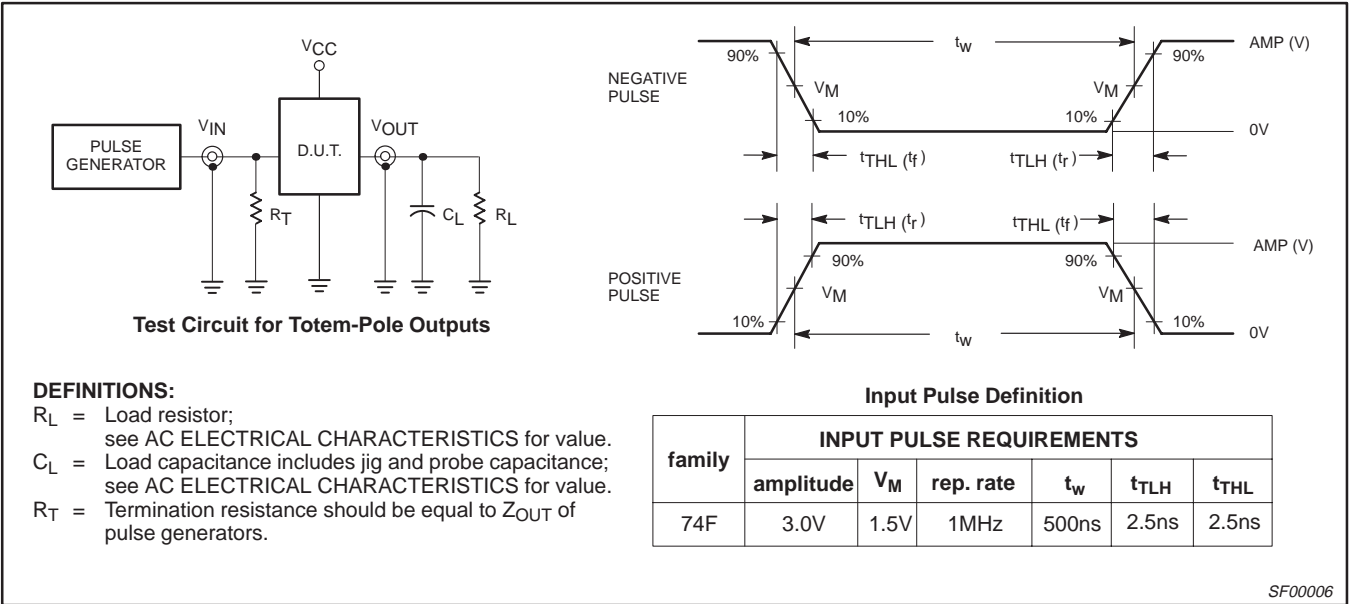 VCC
VIN
VOUT
PULSE
GENERATOR
D.U.T.
RT
CL
RL
Test Circuit for Totem-Pole Outputs
NEGATIVE
PULSE
90%
tw
90%
AMP (V)
VM
VM
10%
10%
0V
tTHL (tf)
tTLH (tr)
tTLH (tr)
tTHL (tf)
AMP (V)
POSITIVE
PULSE
90%
90%
VM
VM
10%
10%
tw
0V
DEFINITIONS:
RL = Load resistor;
see AC ELECTRICAL CHARACTERISTICS for value.
CL = Load capacitance includes jig and probe capacitance;
see AC ELECTRICAL CHARACTERISTICS for value.
RT = Termination resistance should be equal to ZOUT of
pulse generators.
Input Pulse Definition
family
INPUT PULSE REQUIREMENTS
amplitude VM rep. rate tw tTLH tTHL
74F 3.0V 1.5V 1MHz 500ns 2.5ns 2.5ns
SF00006